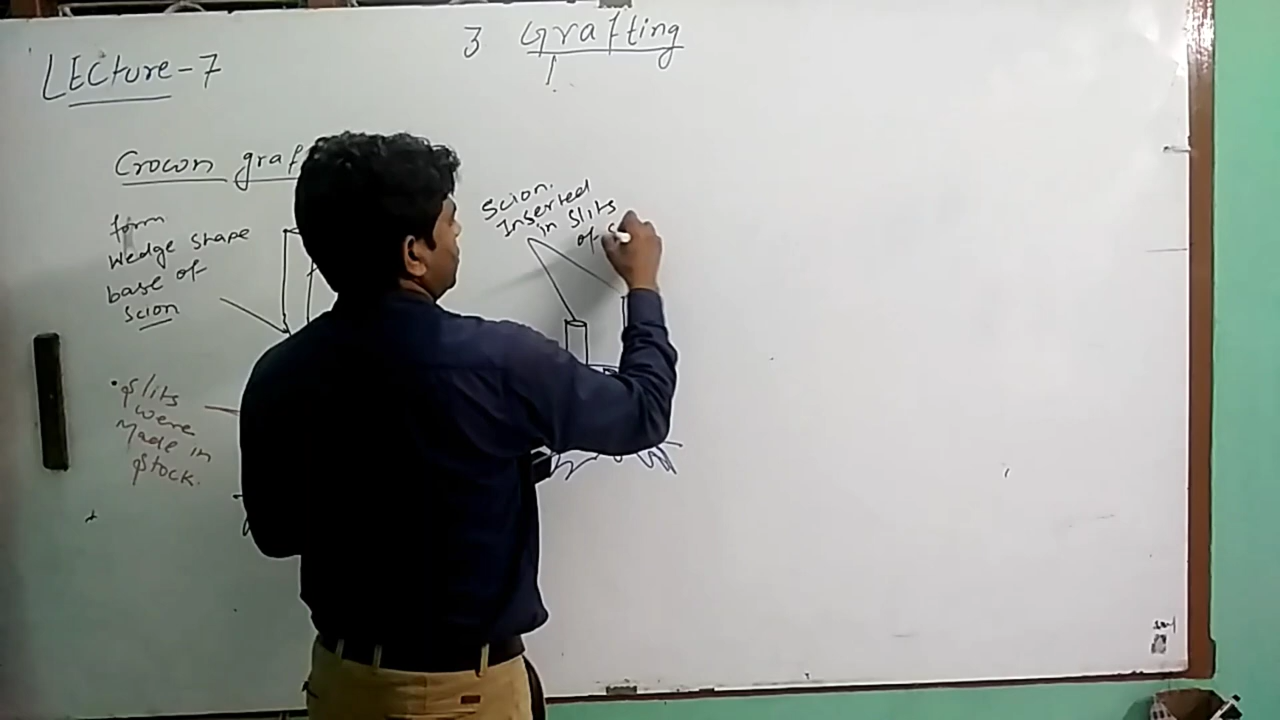 LECture-7
3 Grafting
Crown graf
form
Wedge shape
base of
Scion
Scion.
Inserted
in Slits
of S
• Slits
were
Made in
Stock.